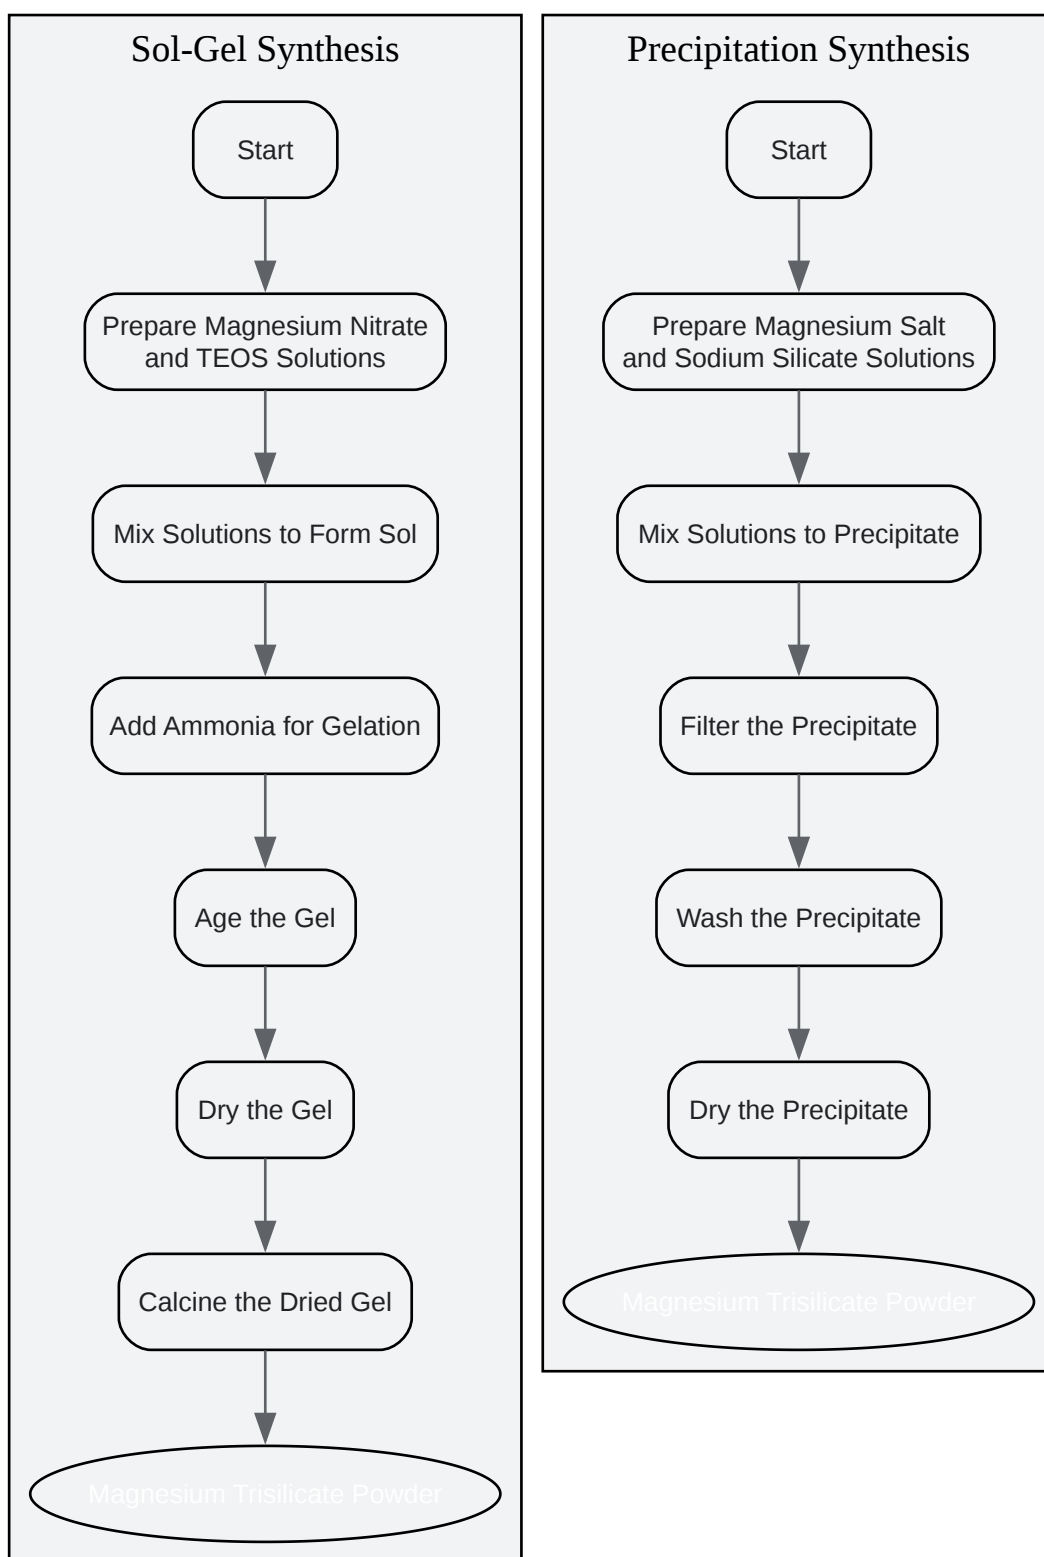 Sol-Gel Synthesis
Start
Prepare Magnesium Nitrate
and TEOS Solutions
Mix Solutions to Form Sol
Add Ammonia for Gelation
Age the Gel
Dry the Gel
Calcine the Dried Gel
Magnesium Trisilicate Powder
Precipitation Synthesis
Start
Prepare Magnesium Salt
and Sodium Silicate Solutions
Mix Solutions to Precipitate
Filter the Precipitate
Wash the Precipitate
Dry the Precipitate
Magnesium Trisilicate Powder